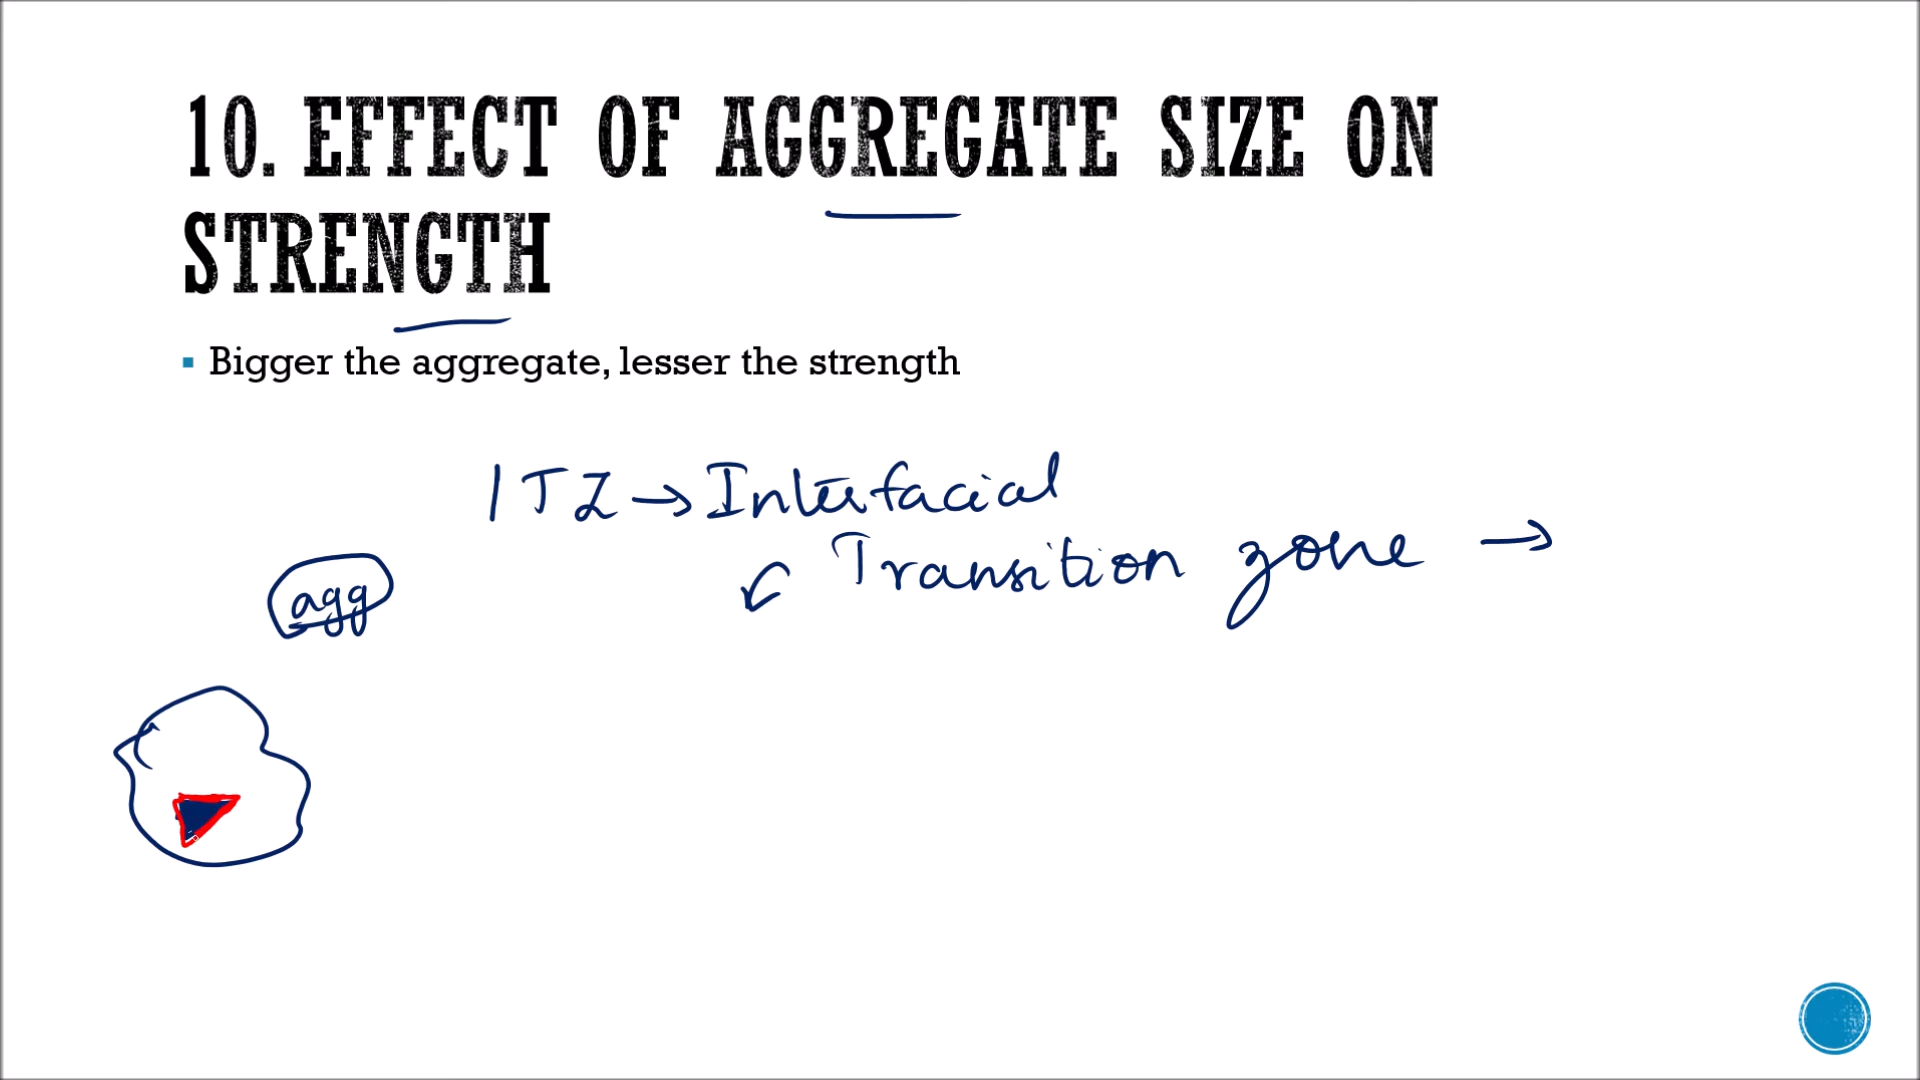 10. EFFECT OF AGGREGATE SIZE ON
STRENGTH
▪ Bigger the aggregate, lesser the strength
ITZ → Interfacial
Transition zone →
agg